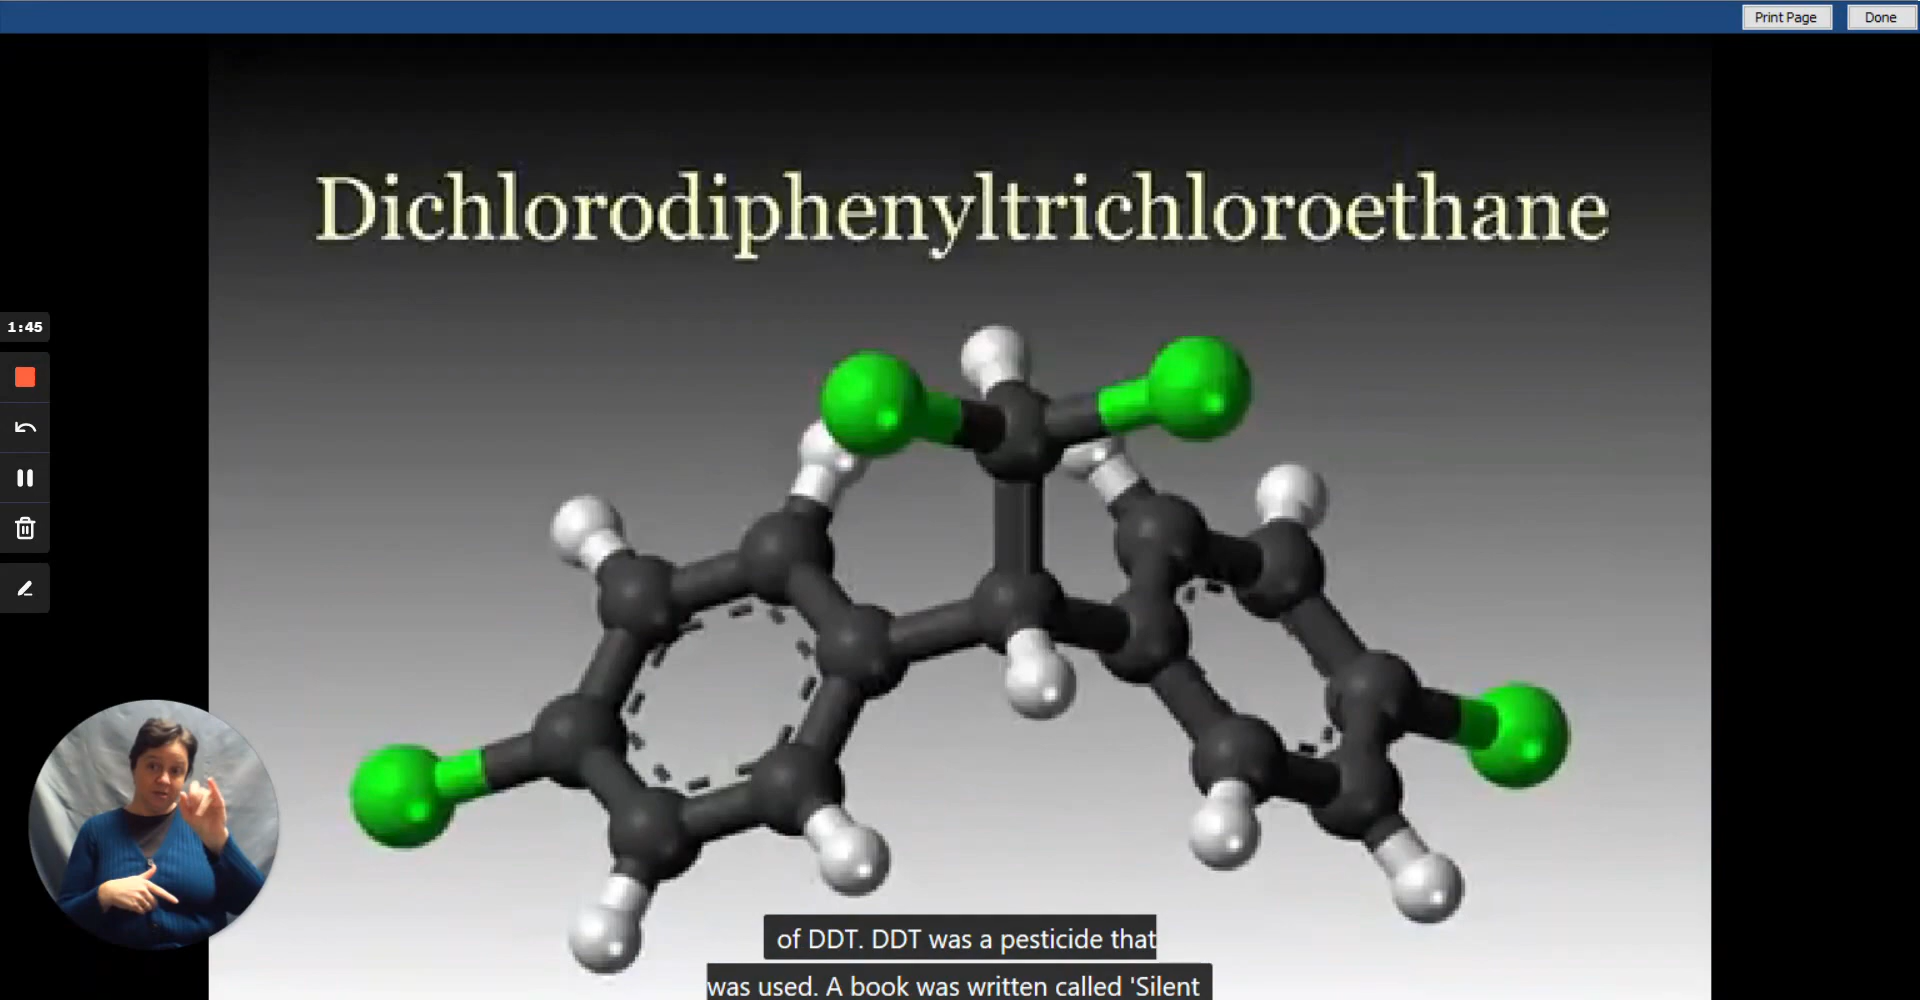 Print Page
Done
Dichlorodiphenyltrichloroethane
1:45
of DDT. DDT was a pesticide that
was used. A book was written called 'Silent